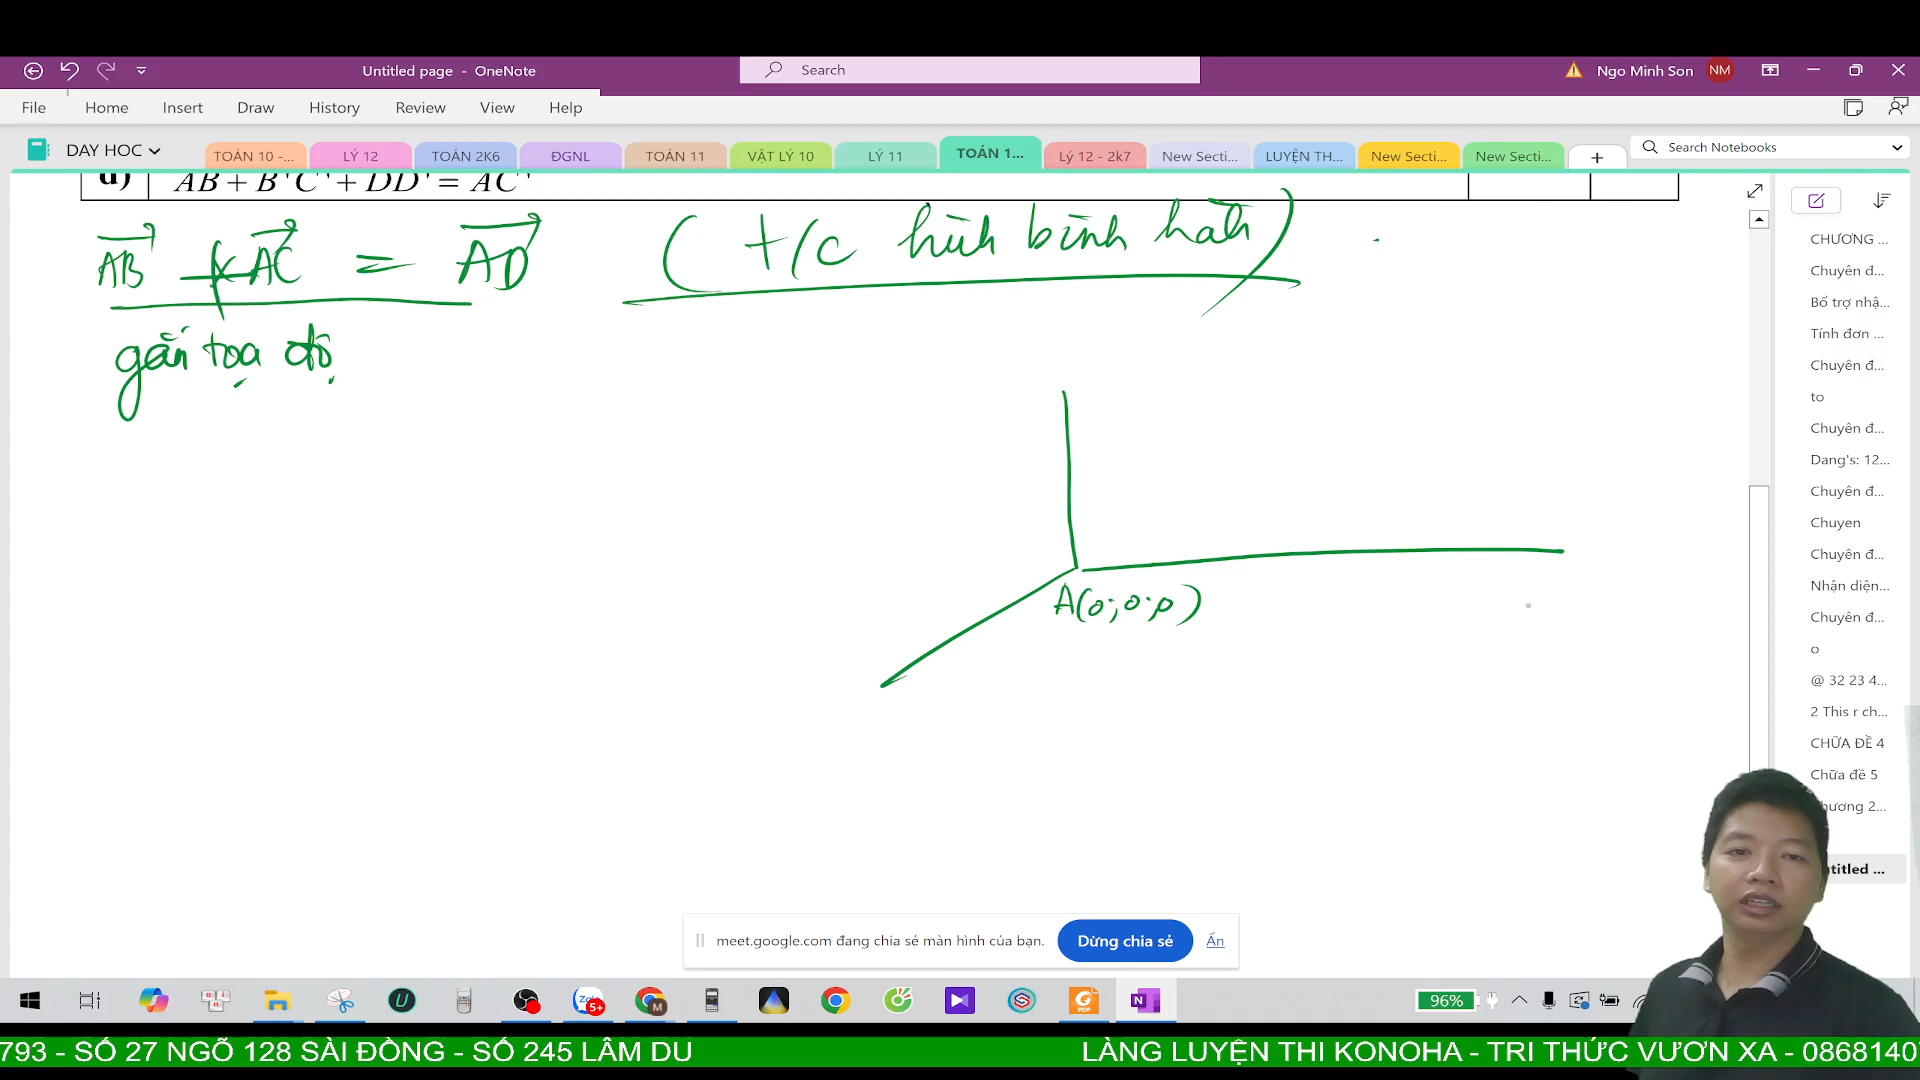 Untitled page - OneNote
Search
Ngo Minh Son NM
File Home Insert Draw History Review View Help
DAY HOC
TOÁN 10 -... LÝ 12 TOÁN 2K6 ĐGNL TOÁN 11 VẬT LÝ 10 LÝ 11 TOÁN 1... Lý 12 - 2k7 New Secti... LUYỆN TH... New Secti... New Secti... +
Search Notebooks
d) AB + B'C' + DD' = AC'
AB + AC = AD (t/c hình bình hành)
gắn tọa độ
A(0;0;0)
CHƯƠNG ...
Chuyên đ...
Bổ trợ nhậ...
Tính đơn ...
Chuyên đ...
to
Chuyên đ...
Dang's: 12...
Chuyên đ...
Chuyen
Chuyên đ...
Nhận diện...
Chuyên đ...
o
@ 32 23 4...
2 This r ch...
CHỮA ĐỀ 4
Chữa đề 5
hương 2...
ntitled ...
meet.google.com đang chia sẻ màn hình của bạn. Dừng chia sẻ Ẩn
96%
793 - SỐ 27 NGÕ 128 SÀI ĐỒNG - SỐ 245 LÂM DU LÀNG LUYỆN THI KONOHA - TRI THỨC VƯƠN XA - 08681407